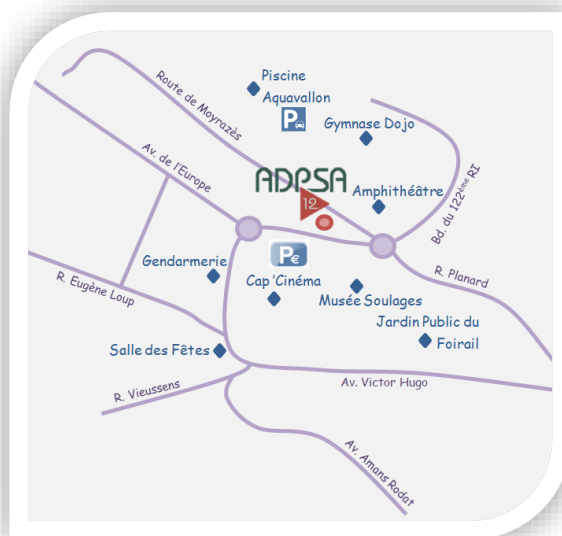 Piscine
Aquavallon
Route de Moyrazès
P
Gymnase Dojo
Av. de l'Europe
ADPSA
12
Amphithéâtre
Bd. du 122ème RI
P€
Gendarmerie
Cap'Cinéma
R. Planard
R. Eugène Loup
Musée Soulages
Jardin Public du
Foirail
Salle des Fêtes
Av. Victor Hugo
R. Vieussens
Av. Amans Rodat